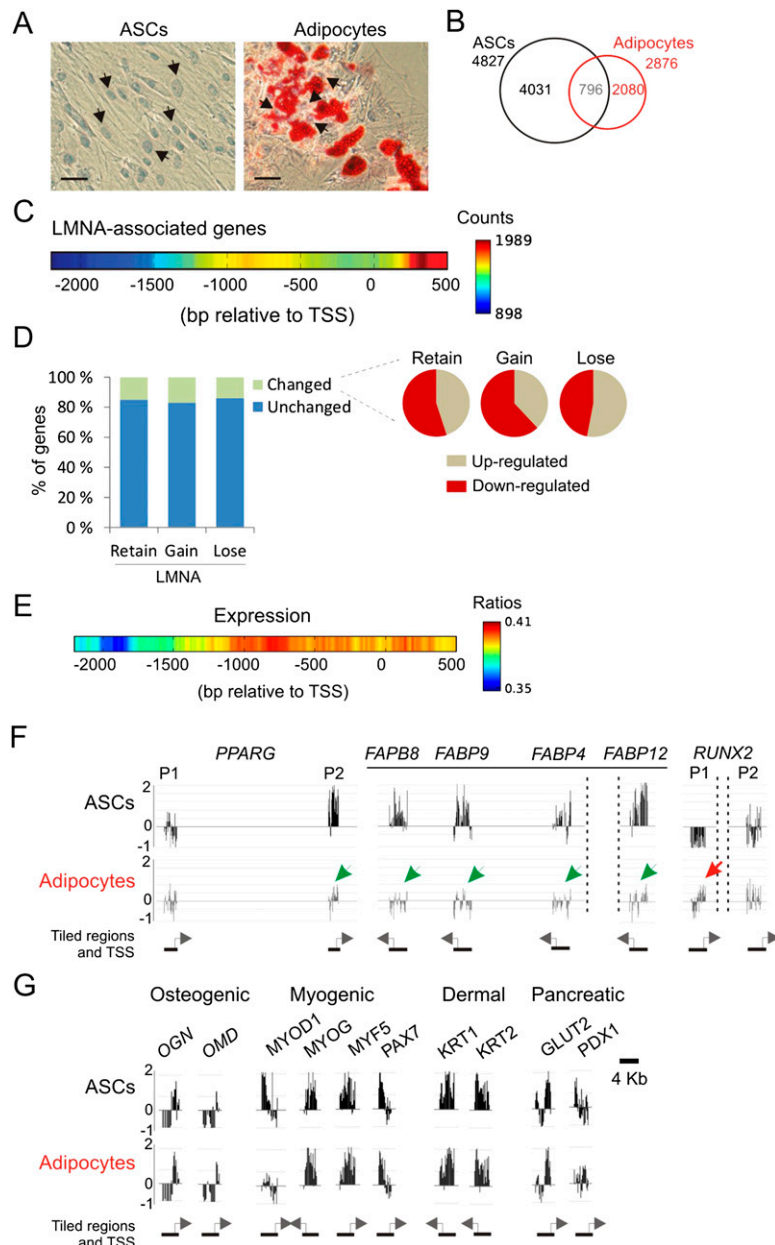 A
ASCs
Adipocytes
B
ASCs
4827
Adipocytes
2876
4031
796
2080
C
LMNA-associated genes
Counts
1989
898
-2000 -1500 -1000 -500 0 500
(bp relative to TSS)
D
100 %
80 %
60 %
40 %
20 %
0 %
% of genes
Changed
Unchanged
Retain Gain Lose
LMNA
Retain Gain Lose
Up-regulated
Down-regulated
E
Expression
Ratios
0.41
0.35
-2000 -1500 -1000 -500 0 500
(bp relative to TSS)
F
PPARG FAPB8 FABP9 FABP4 FABP12 RUNX2
P1 P2 P1 P2
ASCs
2
0
-1
Adipocytes
2
0
-1
Tiled regions
and TSS
G
Osteogenic Myogenic Dermal Pancreatic
OGN OMD MYOD1 MYOG MYF5 PAX7 KRT1 KRT2 GLUT2 PDX1
4 Kb
ASCs
2
0
-1
Adipocytes
2
0
-1
Tiled regions
and TSS